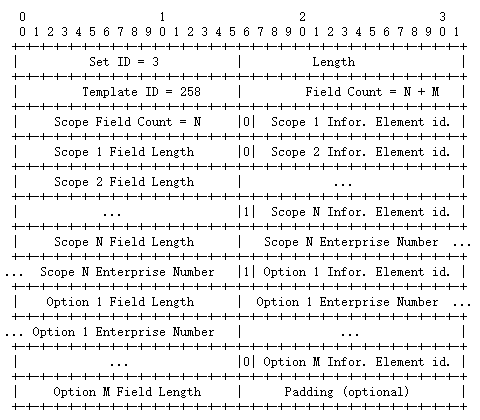 0                   1                   2                   3
0 1 2 3 4 5 6 7 8 9 0 1 2 3 4 5 6 7 8 9 0 1 2 3 4 5 6 7 8 9 0 1
+-+-+-+-+-+-+-+-+-+-+-+-+-+-+-+-+-+-+-+-+-+-+-+-+-+-+-+-+-+-+-+-+
|          Set ID = 3           |          Length               |
+-+-+-+-+-+-+-+-+-+-+-+-+-+-+-+-+-+-+-+-+-+-+-+-+-+-+-+-+-+-+-+-+
|         Template ID = 258     |         Field Count = N + M   |
+-+-+-+-+-+-+-+-+-+-+-+-+-+-+-+-+-+-+-+-+-+-+-+-+-+-+-+-+-+-+-+-+
|     Scope Field Count = N     |0|  Scope 1 Infor. Element id. |
+-+-+-+-+-+-+-+-+-+-+-+-+-+-+-+-+-+-+-+-+-+-+-+-+-+-+-+-+-+-+-+-+
|     Scope 1 Field Length      |0|  Scope 2 Infor. Element id. |
+-+-+-+-+-+-+-+-+-+-+-+-+-+-+-+-+-+-+-+-+-+-+-+-+-+-+-+-+-+-+-+-+
|     Scope 2 Field Length      |             ...               |
+-+-+-+-+-+-+-+-+-+-+-+-+-+-+-+-+-+-+-+-+-+-+-+-+-+-+-+-+-+-+-+-+
|            ...                |1|  Scope N Infor. Element id. |
+-+-+-+-+-+-+-+-+-+-+-+-+-+-+-+-+-+-+-+-+-+-+-+-+-+-+-+-+-+-+-+-+
|     Scope N Field Length      |   Scope N Enterprise Number  ...
+-+-+-+-+-+-+-+-+-+-+-+-+-+-+-+-+-+-+-+-+-+-+-+-+-+-+-+-+-+-+-+-+
...  Scope N Enterprise Number   |1| Option 1 Infor. Element id. |
+-+-+-+-+-+-+-+-+-+-+-+-+-+-+-+-+-+-+-+-+-+-+-+-+-+-+-+-+-+-+-+-+
|    Option 1 Field Length      |  Option 1 Enterprise Number  ...
+-+-+-+-+-+-+-+-+-+-+-+-+-+-+-+-+-+-+-+-+-+-+-+-+-+-+-+-+-+-+-+-+
... Option 1 Enterprise Number   |              ...              |
+-+-+-+-+-+-+-+-+-+-+-+-+-+-+-+-+-+-+-+-+-+-+-+-+-+-+-+-+-+-+-+-+
|             ...               |0| Option M Infor. Element id. |
+-+-+-+-+-+-+-+-+-+-+-+-+-+-+-+-+-+-+-+-+-+-+-+-+-+-+-+-+-+-+-+-+
|     Option M Field Length     |      Padding (optional)       |
+-+-+-+-+-+-+-+-+-+-+-+-+-+-+-+-+-+-+-+-+-+-+-+-+-+-+-+-+-+-+-+-+